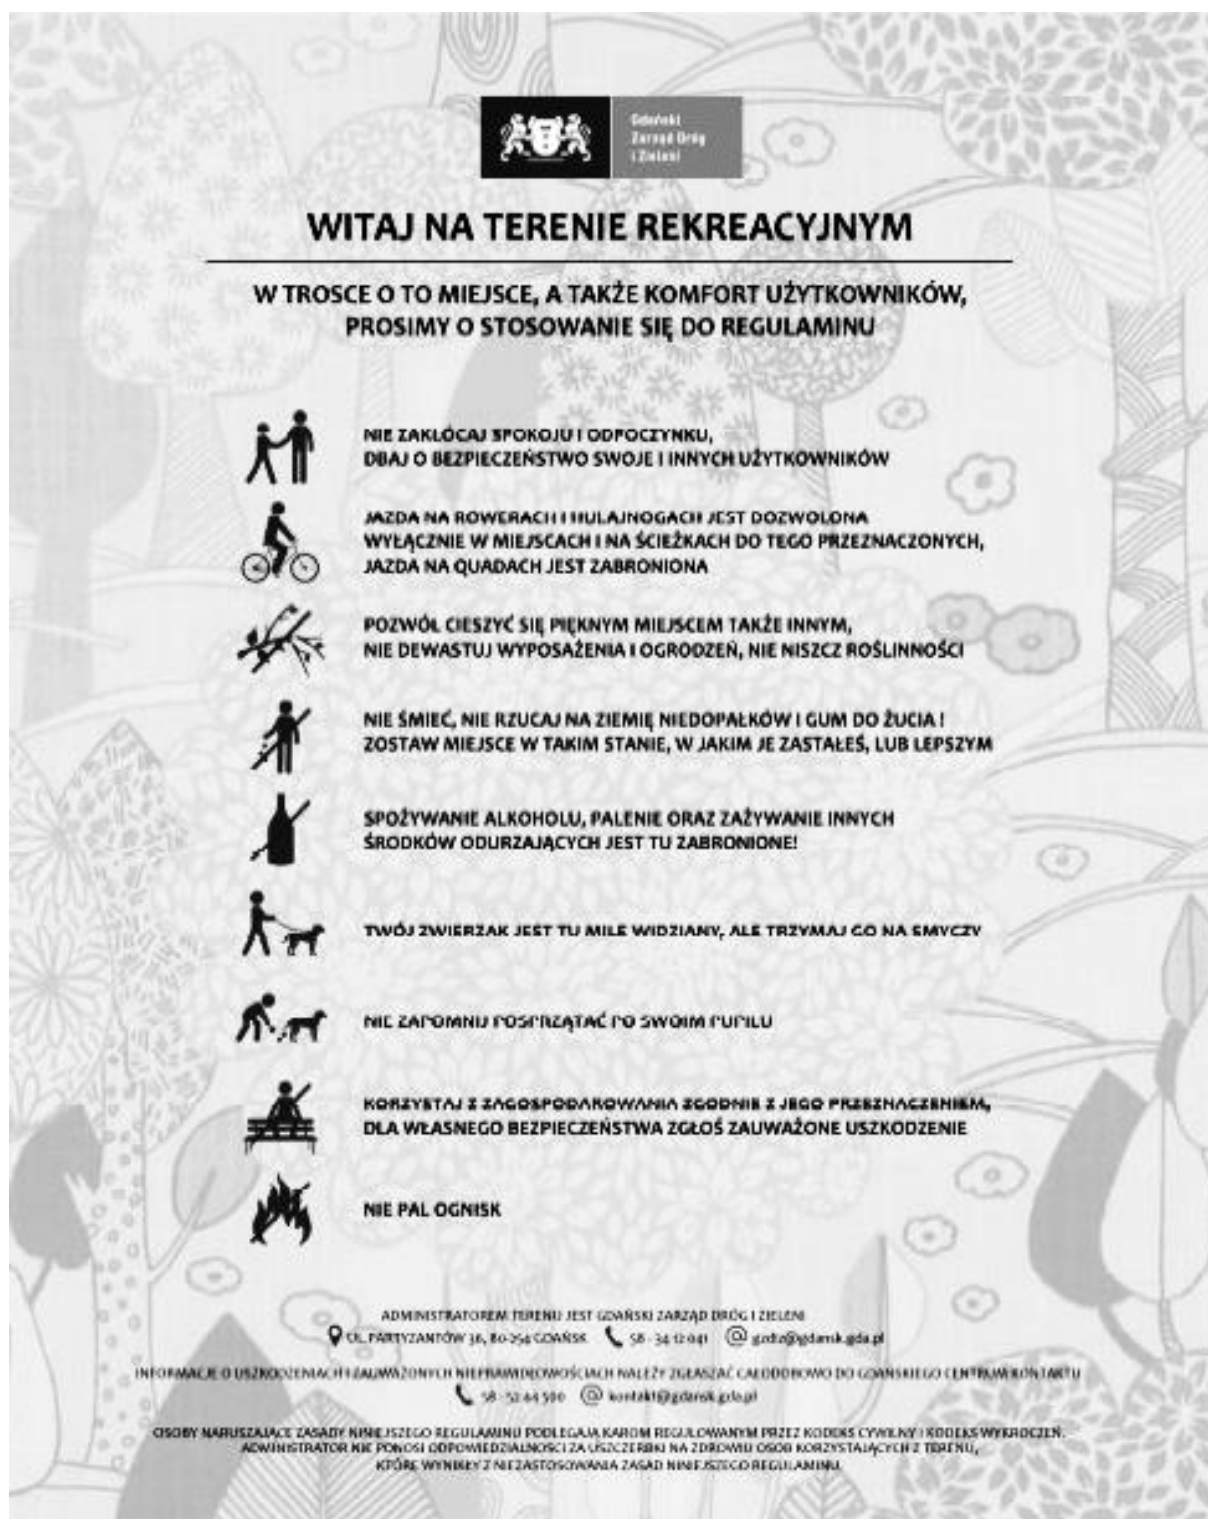 Gdański
Zarząd Dróg
i Zieleni
WITAJ NA TERENIE REKREACYJNYM
W TROSCE O TO MIEJSCE, A TAKŻE KOMFORT UŻYTKOWNIKÓW,
PROSIMY O STOSOWANIE SIĘ DO REGULAMINU
NIE ZAKŁÓCAJ SPOKOJU I ODPOCZYNKU,
DBAJ O BEZPIECZEŃSTWO SWOJE I INNYCH UŻYTKOWNIKÓW
JAZDA NA ROWERACH I HULAJNOGACH JEST DOZWOLONA
WYŁĄCZNIE W MIEJSCACH I NA ŚCIEŻKACH DO TEGO PRZEZNACZONYCH,
JAZDA NA QUADACH JEST ZABRONIONA
POZWÓL CIESZYĆ SIĘ PIĘKNYM MIEJSCEM TAKŻE INNYM,
NIE DEWASTUJ WYPOSAŻENIA I OGRODZEŃ, NIE NISZCZ ROŚLINNOŚCI
NIE ŚMIEĆ, NIE RZUCAJ NA ZIEMIĘ NIEDOPAŁKÓW I GUM DO ŻUCIA !
ZOSTAW MIEJSCE W TAKIM STANIE, W JAKIM JE ZASTAŁEŚ, LUB LEPSZYM
SPOŻYWANIE ALKOHOLU, PALENIE ORAZ ZAŻYWANIE INNYCH
ŚRODKÓW ODURZAJĄCYCH JEST TU ZABRONIONE!
TWÓJ ZWIERZAK JEST TU MILE WIDZIANY, ALE TRZYMAJ GO NA SMYCZY
NIE ZAPOMNIJ POSPRZĄTAĆ PO SWOIM PUPILU
KORZYSTAJ Z ZAGOSPODAROWANIA ZGODNIE Z JEGO PRZEZNACZENIEM,
DLA WŁASNEGO BEZPIECZEŃSTWA ZGŁOŚ ZAUWAŻONE USZKODZENIE
NIE PAL OGNISK
ADMINISTRATOREM TERENU JEST GDAŃSKI ZARZĄD DRÓG I ZIELENI
UL. PARTYZANTÓW 36, 80-254 GDAŃSK 58 - 34 12 041 @ gzdiz@gdansk.gda.pl
INFORMACJE O USZKODZENIACH I ZAUWAŻONYCH NIEPRAWIDŁOWOŚCIACH NALEŻY ZGŁASZAĆ CAŁODOBOWO DO GDAŃSKIEGO CENTRUM KONTAKTU
58 - 52 44 500 @ kontakt@gdansk.gda.pl
OSOBY NARUSZAJĄCE ZASADY NINIEJSZEGO REGULAMINU PODLEGAJĄ KAROM REGULOWANYM PRZEZ KODEKS CYWILNY I KODEKS WYKROCZEŃ.
ADMINISTRATOR NIE PONOSI ODPOWIEDZIALNOŚCI ZA USZCZERBKI NA ZDROWIU OSÓB KORZYSTAJĄCYCH Z TERENU,
KTÓRE WYNIKŁY Z NIEZASTOSOWANIA ZASAD NINIEJSZEGO REGULAMINU.